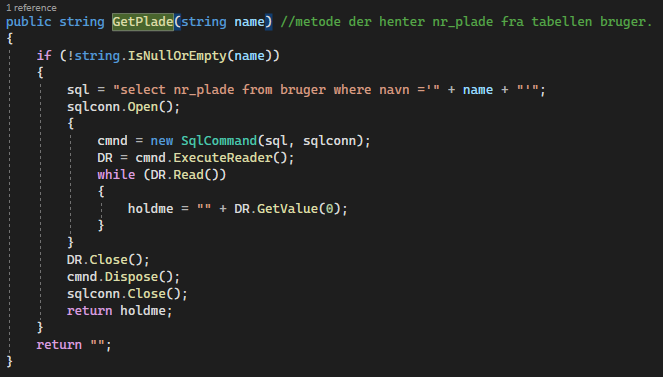 1 reference
public string GetPlade(string name) //metode der henter nr_plade fra tabellen bruger.
{
if (!string.IsNullOrEmpty(name))
{
sql = "select nr_plade from bruger where navn ='" + name + "'";
sqlconn.Open();
{
cmnd = new SqlCommand(sql, sqlconn);
DR = cmnd.ExecuteReader();
while (DR.Read())
{
holdme = "" + DR.GetValue(0);
}
}
DR.Close();
cmnd.Dispose();
sqlconn.Close();
return holdme;
}
return "";
}